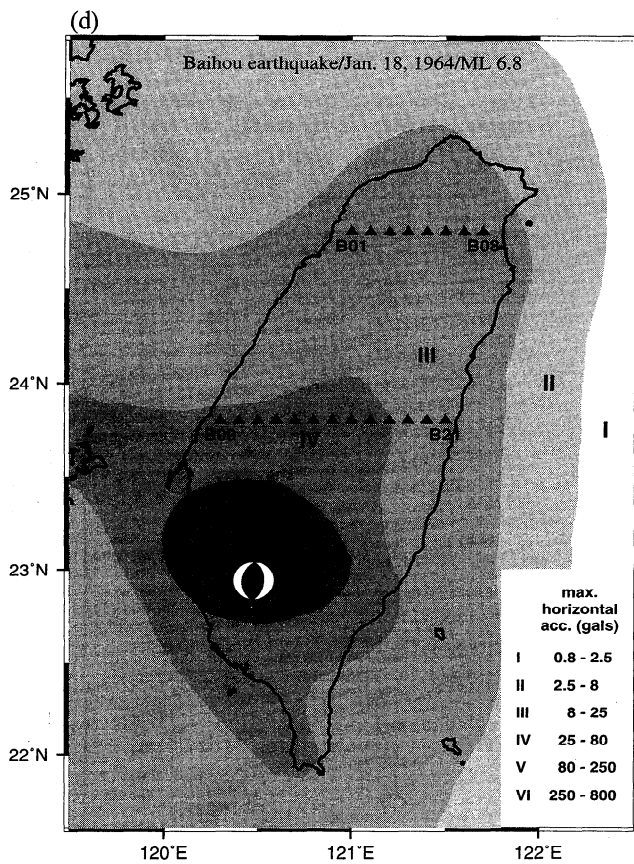 (d)
Baihou earthquake/Jan. 18, 1964/ML 6.8
25°N
B01 B08
III
24°N
II
B09 IV B21
I
23°N
max.
horizontal
acc. (gals)
I 0.8 - 2.5
II 2.5 - 8
III 8 - 25
IV 25 - 80
V 80 - 250
VI 250 - 800
22°N
120°E 121°E 122°E